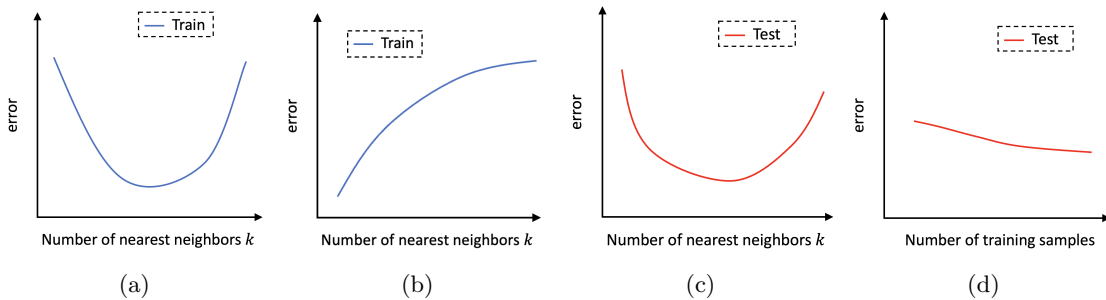 Train
error
Number of nearest neighbors k
(a)
Train
error
Number of nearest neighbors k
(b)
Test
error
Number of nearest neighbors k
(c)
Test
error
Number of training samples
(d)